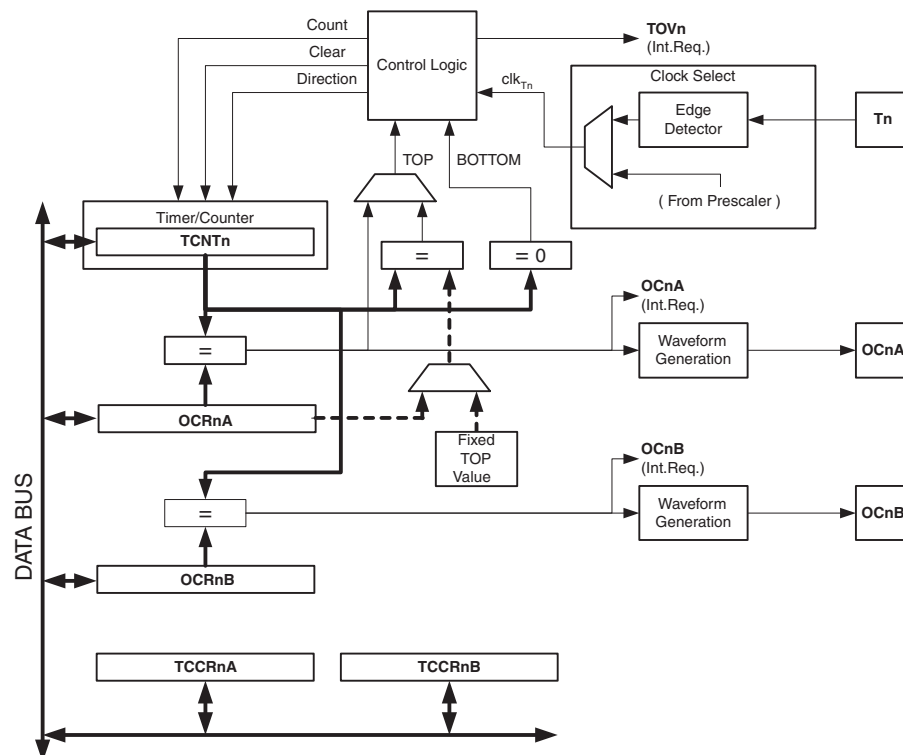 Count
Clear
Direction
Control Logic
TOVn
(Int.Req.)
clkTn
Clock Select
Edge
Detector
Tn
( From Prescaler )
TOP
BOTTOM
Timer/Counter
TCNTn
=
= 0
OCnA
(Int.Req.)
=
Waveform
Generation
OCnA
OCRnA
Fixed
TOP
Value
OCnB
(Int.Req.)
=
Waveform
Generation
OCnB
OCRnB
DATA BUS
TCCRnA
TCCRnB